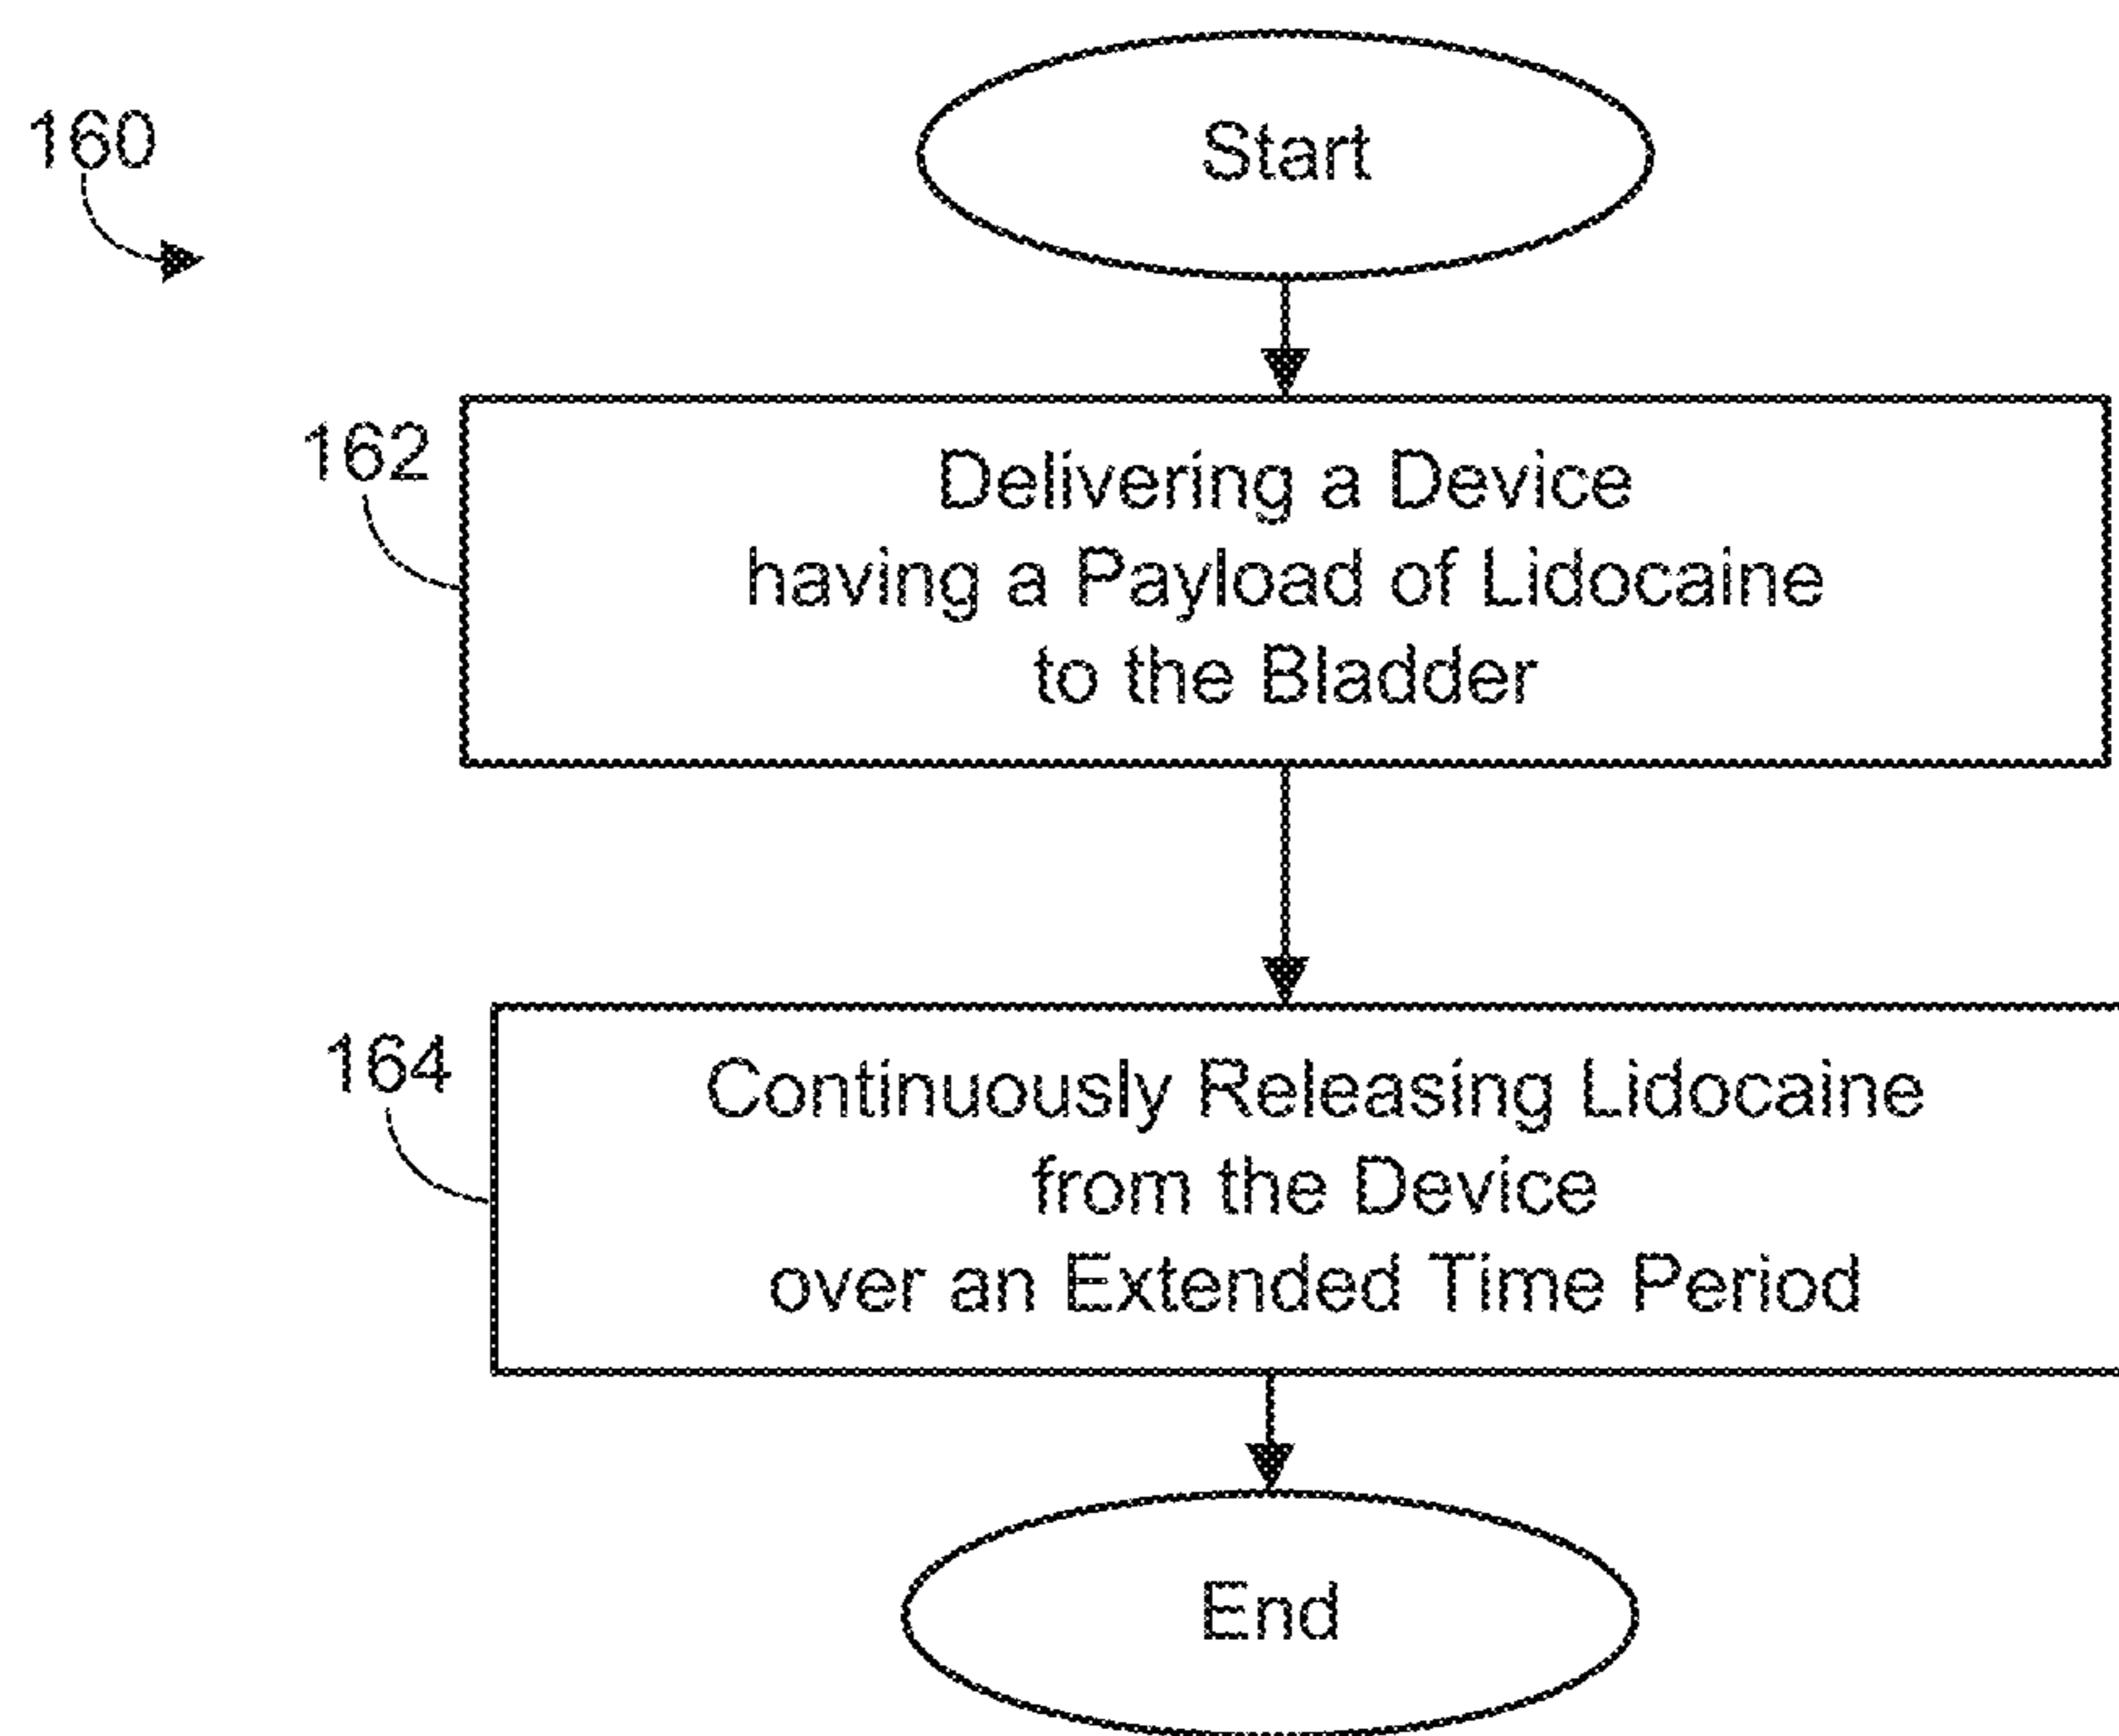 160
Start
162
Delivering a Device
having a Payload of Lidocaine
to the Bladder
164
Continuously Releasing Lidocaine
from the Device
over an Extended Time Period
End